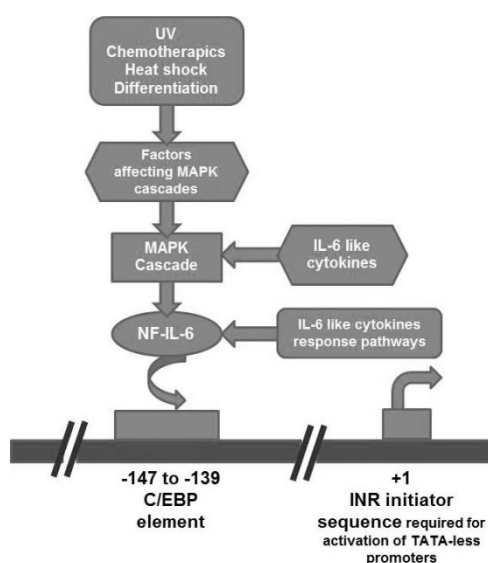 UV
Chemotherapics
Heat shock
Differentiation
Factors
affecting MAPK
cascades
MAPK
Cascade
IL-6 like
cytokines
NF-IL-6
IL-6 like cytokines
response pathways
-147 to -139
C/EBP
element
+1
INR initiator
sequence required for
activation of TATA-less
promoters